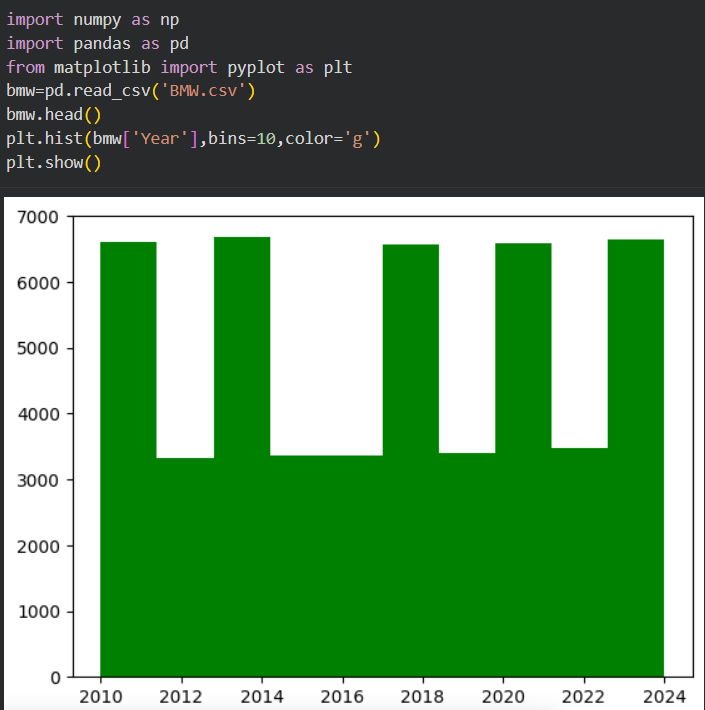 import numpy as np
import pandas as pd
from matplotlib import pyplot as plt
bmw=pd.read_csv('BMW.csv')
bmw.head()
plt.hist(bmw['Year'],bins=10,color='g')
plt.show()
7000
6000
5000
4000
3000
2000
1000
0
2010 2012 2014 2016 2018 2020 2022 2024